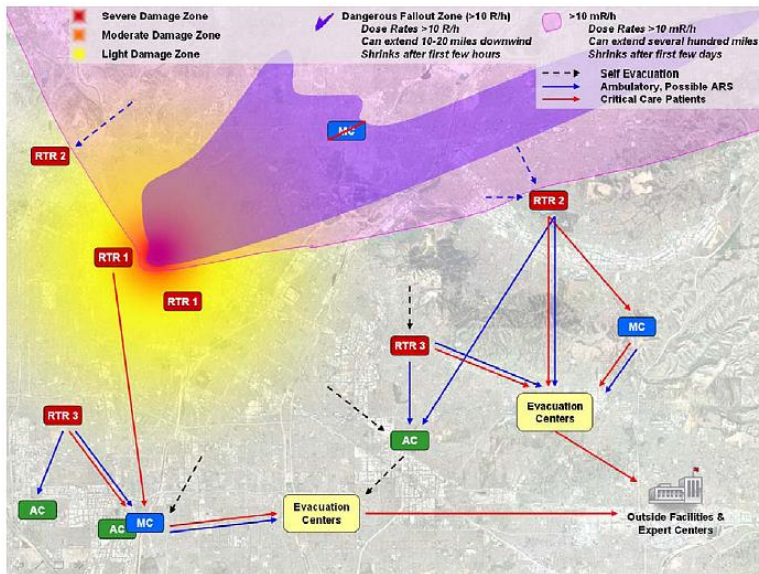 Severe Damage Zone
Moderate Damage Zone
Light Damage Zone
Dangerous Fallout Zone (>10 R/h)
Dose Rates >10 R/h
Can extend 10-20 miles downwind
Shrinks after first few hours
>10 mR/h
Dose Rates >10 mR/h
Can extend several hundred miles
Shrinks after first few days
Self Evacuation
Ambulatory, Possible ARS
Critical Care Patients
MC
RTR 2
RTR 2
RTR 1
RTR 1
MC
RTR 3
Evacuation
Centers
RTR 3
AC
AC
AC
MC
Evacuation
Centers
Outside Facilities &
Expert Centers